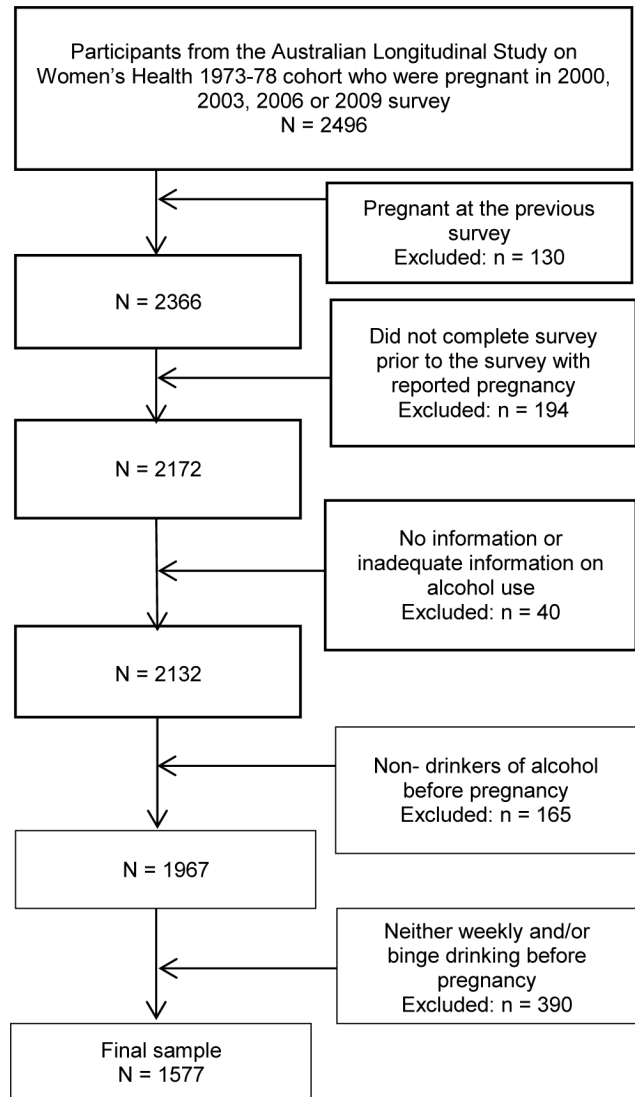 Participants from the Australian Longitudinal Study on
Women's Health 1973-78 cohort who were pregnant in 2000,
2003, 2006 or 2009 survey
N = 2496
Pregnant at the previous
survey
Excluded: n = 130
N = 2366
Did not complete survey
prior to the survey with
reported pregnancy
Excluded: n = 194
N = 2172
No information or
inadequate information on
alcohol use
Excluded: n = 40
N = 2132
Non- drinkers of alcohol
before pregnancy
Excluded: n = 165
N = 1967
Neither weekly and/or
binge drinking before
pregnancy
Excluded: n = 390
Final sample
N = 1577